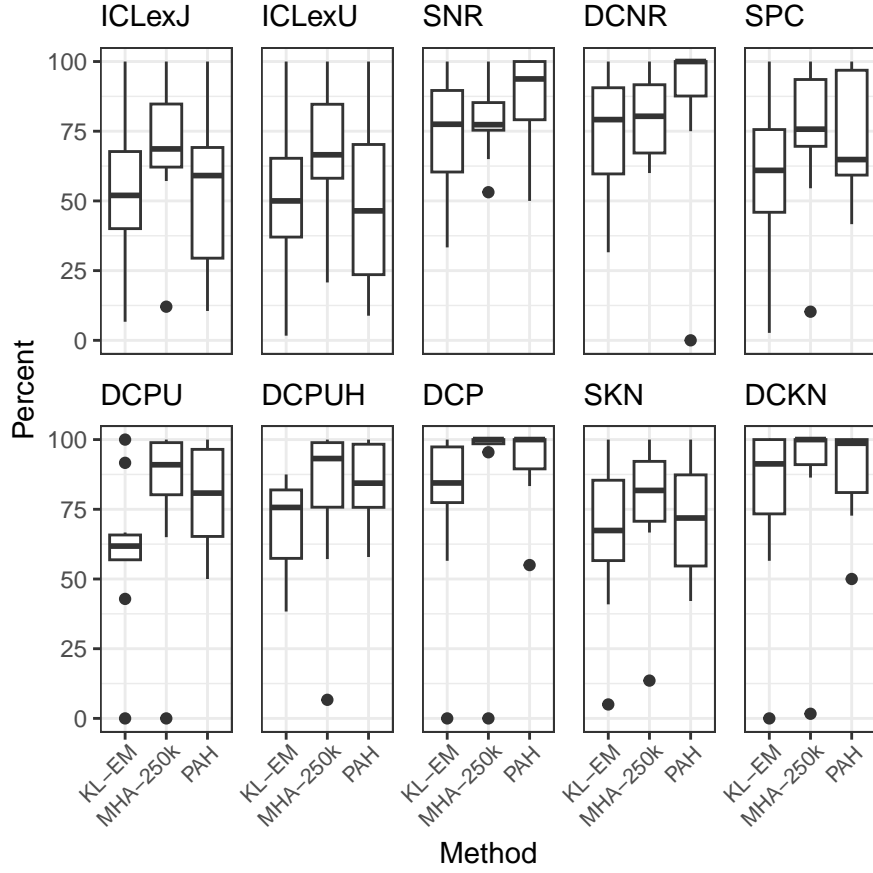 ICLexJ ICLexU SNR DCNR SPC
100
75
50
25
0
DCPU DCPUH DCP SKN DCKN
100
75
50
25
0
Percent
KL−EM MHA−250k PAH KL−EM MHA−250k PAH KL−EM MHA−250k PAH KL−EM MHA−250k PAH KL−EM MHA−250k PAH
Method